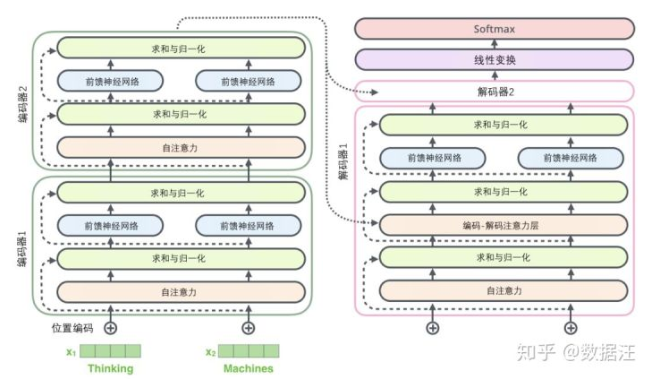 编码器2
求和与归一化
前馈神经网络 前馈神经网络
求和与归一化
自注意力
编码器1
求和与归一化
前馈神经网络 前馈神经网络
求和与归一化
自注意力
位置编码
x₁ x₂
Thinking Machines
Softmax
线性变换
解码器2
解码器1
求和与归一化
前馈神经网络 前馈神经网络
求和与归一化
编码-解码注意力层
求和与归一化
自注意力
知乎 @数据汪